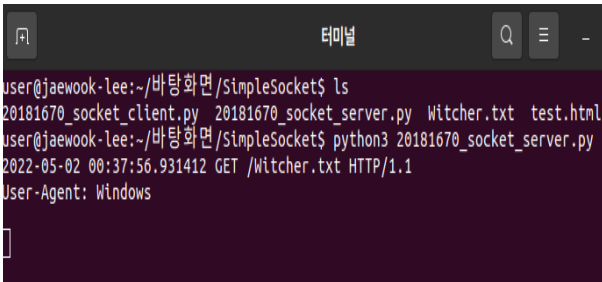 터미널
user@jaewook-lee:~/바탕화면/SimpleSocket$ ls
20181670_socket_client.py 20181670_socket_server.py Witcher.txt test.html
user@jaewook-lee:~/바탕화면/SimpleSocket$ python3 20181670_socket_server.py
2022-05-02 00:37:56.931412 GET /Witcher.txt HTTP/1.1
User-Agent: Windows